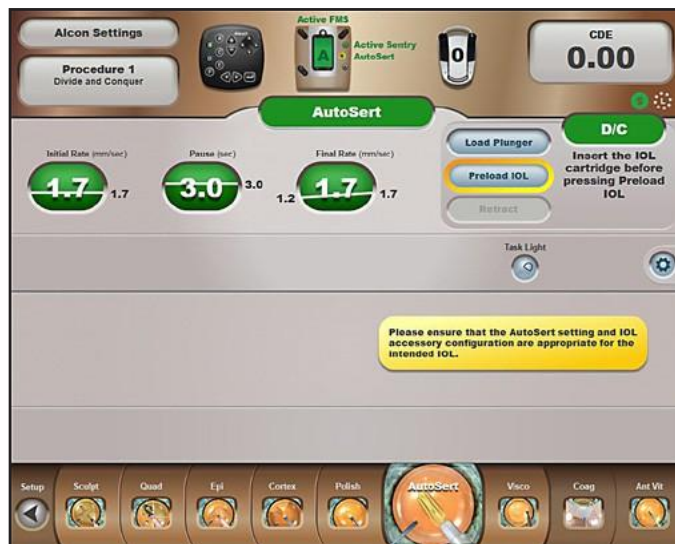 Alcon Settings
Procedure 1
Divide and Conquer
Active FMS
A
Active Sentry
AutoSert
0
CDE
0.00
AutoSert
Initial Rate (mm/sec)
1.7
1.7
Pause (sec)
3.0
3.0
Final Rate (mm/sec)
1.2
1.7
1.7
Load Plunger
Preload IOL
Retract
D/C
Insert the IOL
cartridge before
pressing Preload
IOL
Task Light
Please ensure that the AutoSert setting and IOL
accessory configuration are appropriate for the
intended IOL.
Setup
Sculpt
Quad
Epi
Cortex
Polish
AutoSert
Visco
Coag
Ant Vit